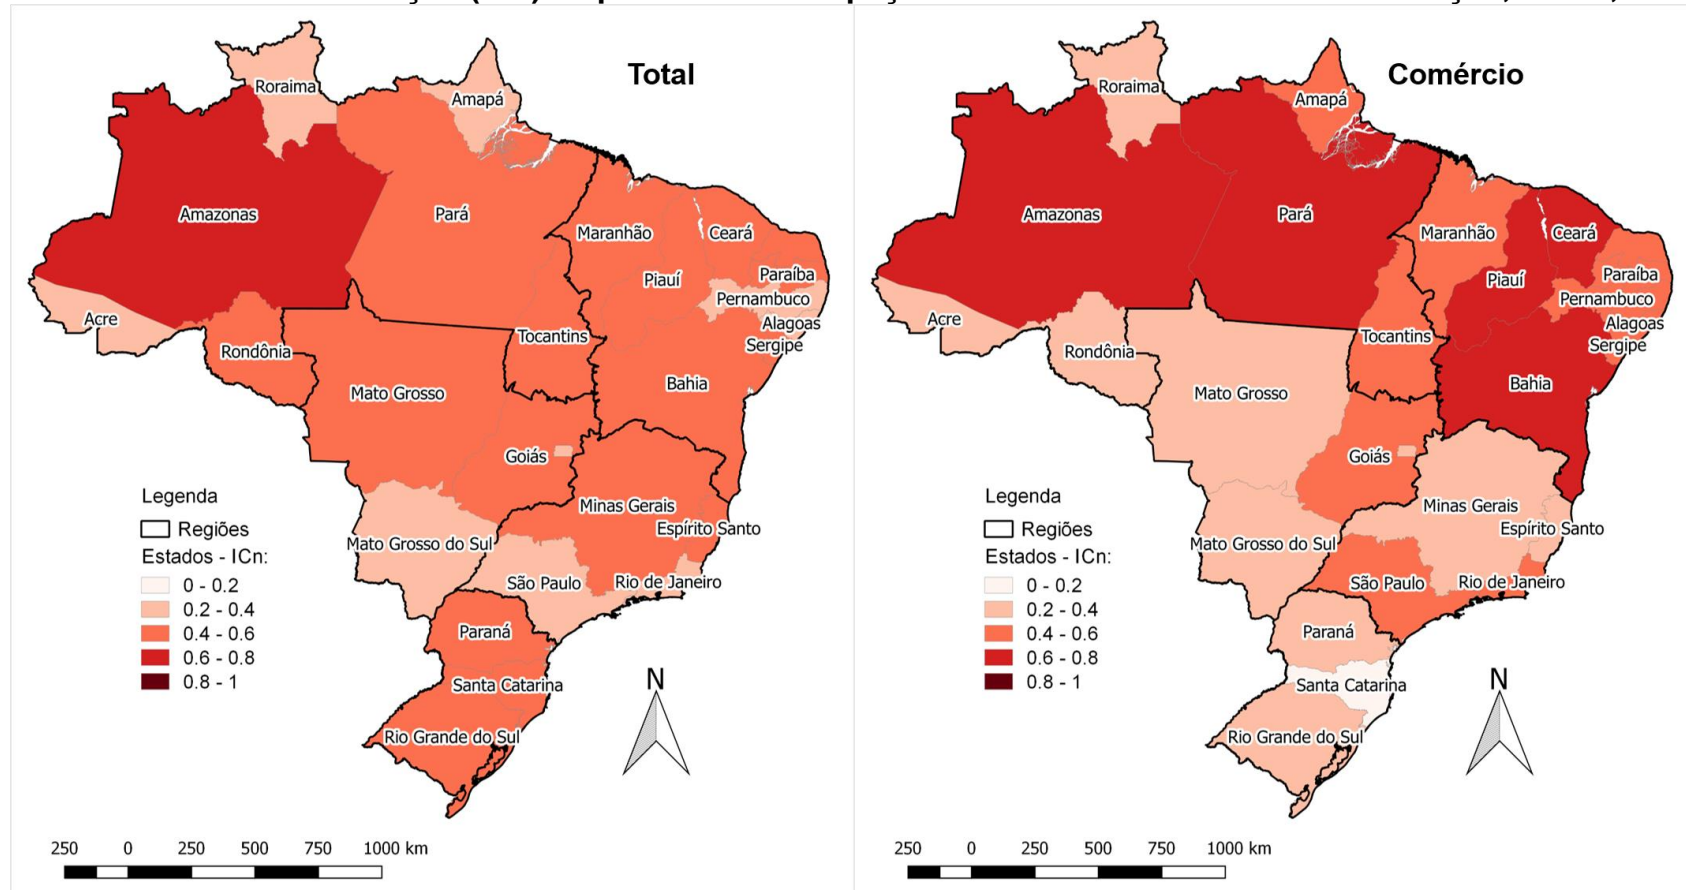 Total
Roraima
Amapá
Amazonas
Pará
Maranhão
Ceará
Piauí
Paraíba
Pernambuco
Acre
Alagoas
Tocantins
Sergipe
Rondônia
Bahia
Mato Grosso
Goiás
Minas Gerais
Espírito Santo
Mato Grosso do Sul
São Paulo
Rio de Janeiro
Paraná
Santa Catarina
Rio Grande do Sul
Legenda
Regiões
Estados - ICn:
0 - 0.2
0.2 - 0.4
0.4 - 0.6
0.6 - 0.8
0.8 - 1
N
250 0 250 500 750 1000 km
Comércio
Roraima
Amapá
Amazonas
Pará
Maranhão
Ceará
Piauí
Paraíba
Pernambuco
Acre
Alagoas
Tocantins
Sergipe
Rondônia
Bahia
Mato Grosso
Goiás
Minas Gerais
Espírito Santo
Mato Grosso do Sul
São Paulo
Rio de Janeiro
Paraná
Santa Catarina
Rio Grande do Sul
Legenda
Regiões
Estados - ICn:
0 - 0.2
0.2 - 0.4
0.4 - 0.6
0.6 - 0.8
0.8 - 1
N
250 0 250 500 750 1000 km